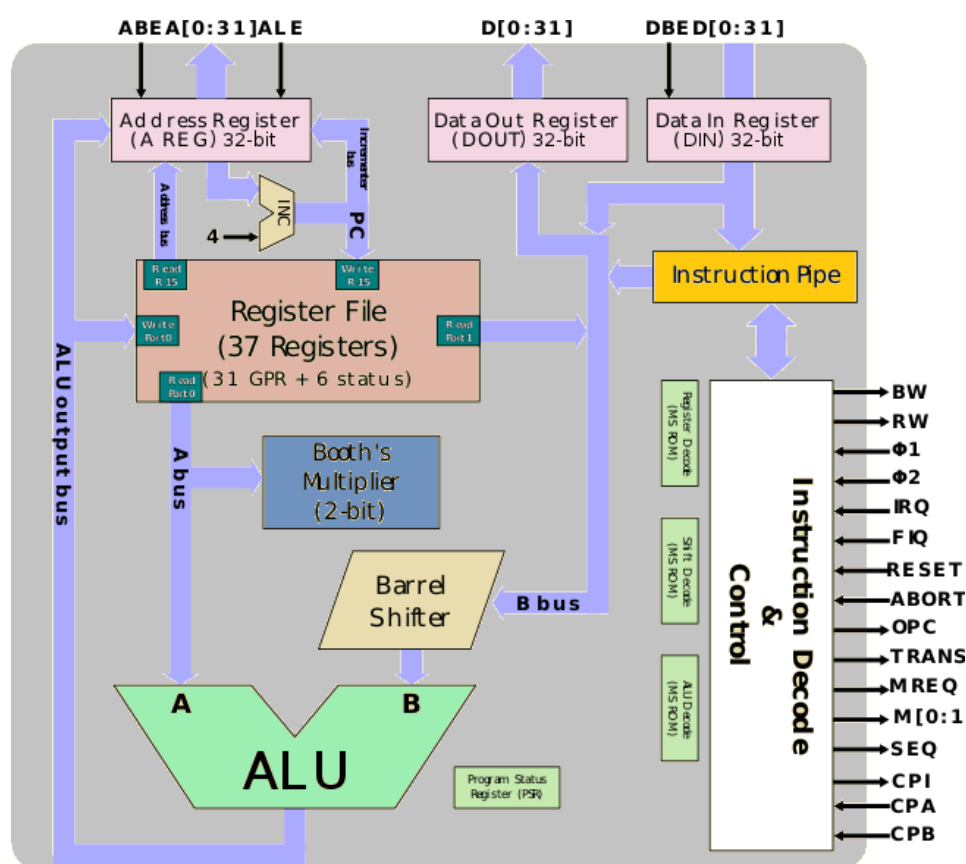 ABE A[0:31] ALE
D[0:31]
DBE D[0:31]
Address Register
(A REG) 32-bit
Data Out Register
(DOUT) 32-bit
Data In Register
(DIN) 32-bit
Incrementer
bus
Address bus
INC
PC
4
Read
R15
Write
R15
Instruction Pipe
Register File
(37 Registers)
(31 GPR + 6 status)
Write
Port0
Read
Port1
Read
Port0
ALU output bus
A bus
Booth's
Multiplier
(2-bit)
Barrel
Shifter
B bus
A
B
ALU
Program Status
Register (PSR)
Register Decode
(MS ROM)
Shift Decode
(MS ROM)
ALU Decode
(MS ROM)
Instruction Decode
&
Control
BW
RW
Φ1
Φ2
IRQ
FIQ
RESET
ABORT
OPC
TRANS
MREQ
M[0:1
SEQ
CPI
CPA
CPB